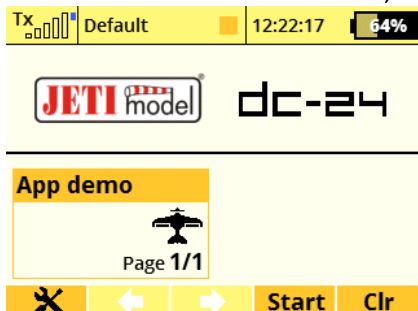 Tx Default 12:22:17 64%
JETI model dc-24
App demo
Page 1/1
Start Clr